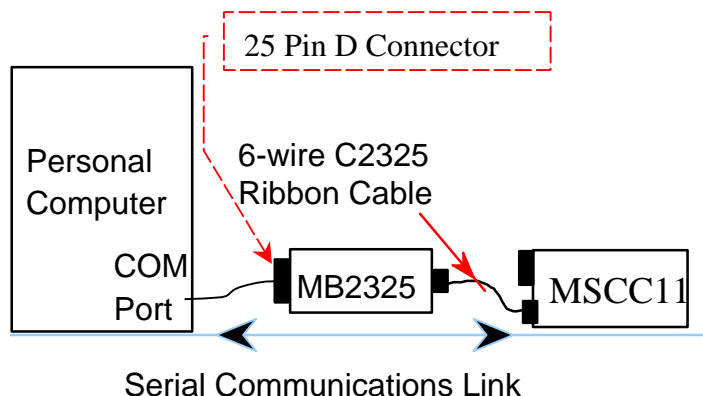 25 Pin D Connector
Personal
Computer
6-wire C2325
Ribbon Cable
COM
Port
MB2325
MSCC11
Serial Communications Link